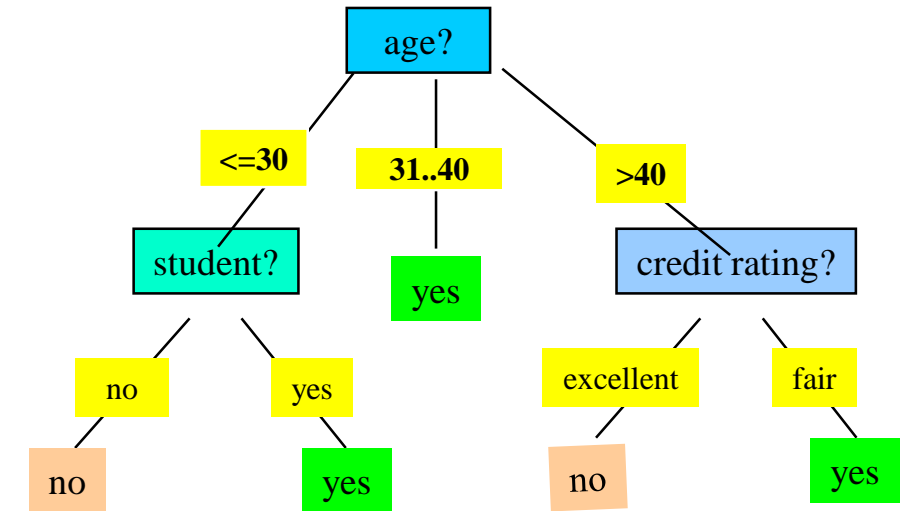 age?
<=30
31..40
>40
student?
yes
credit rating?
no
yes
excellent
fair
no
yes
no
yes